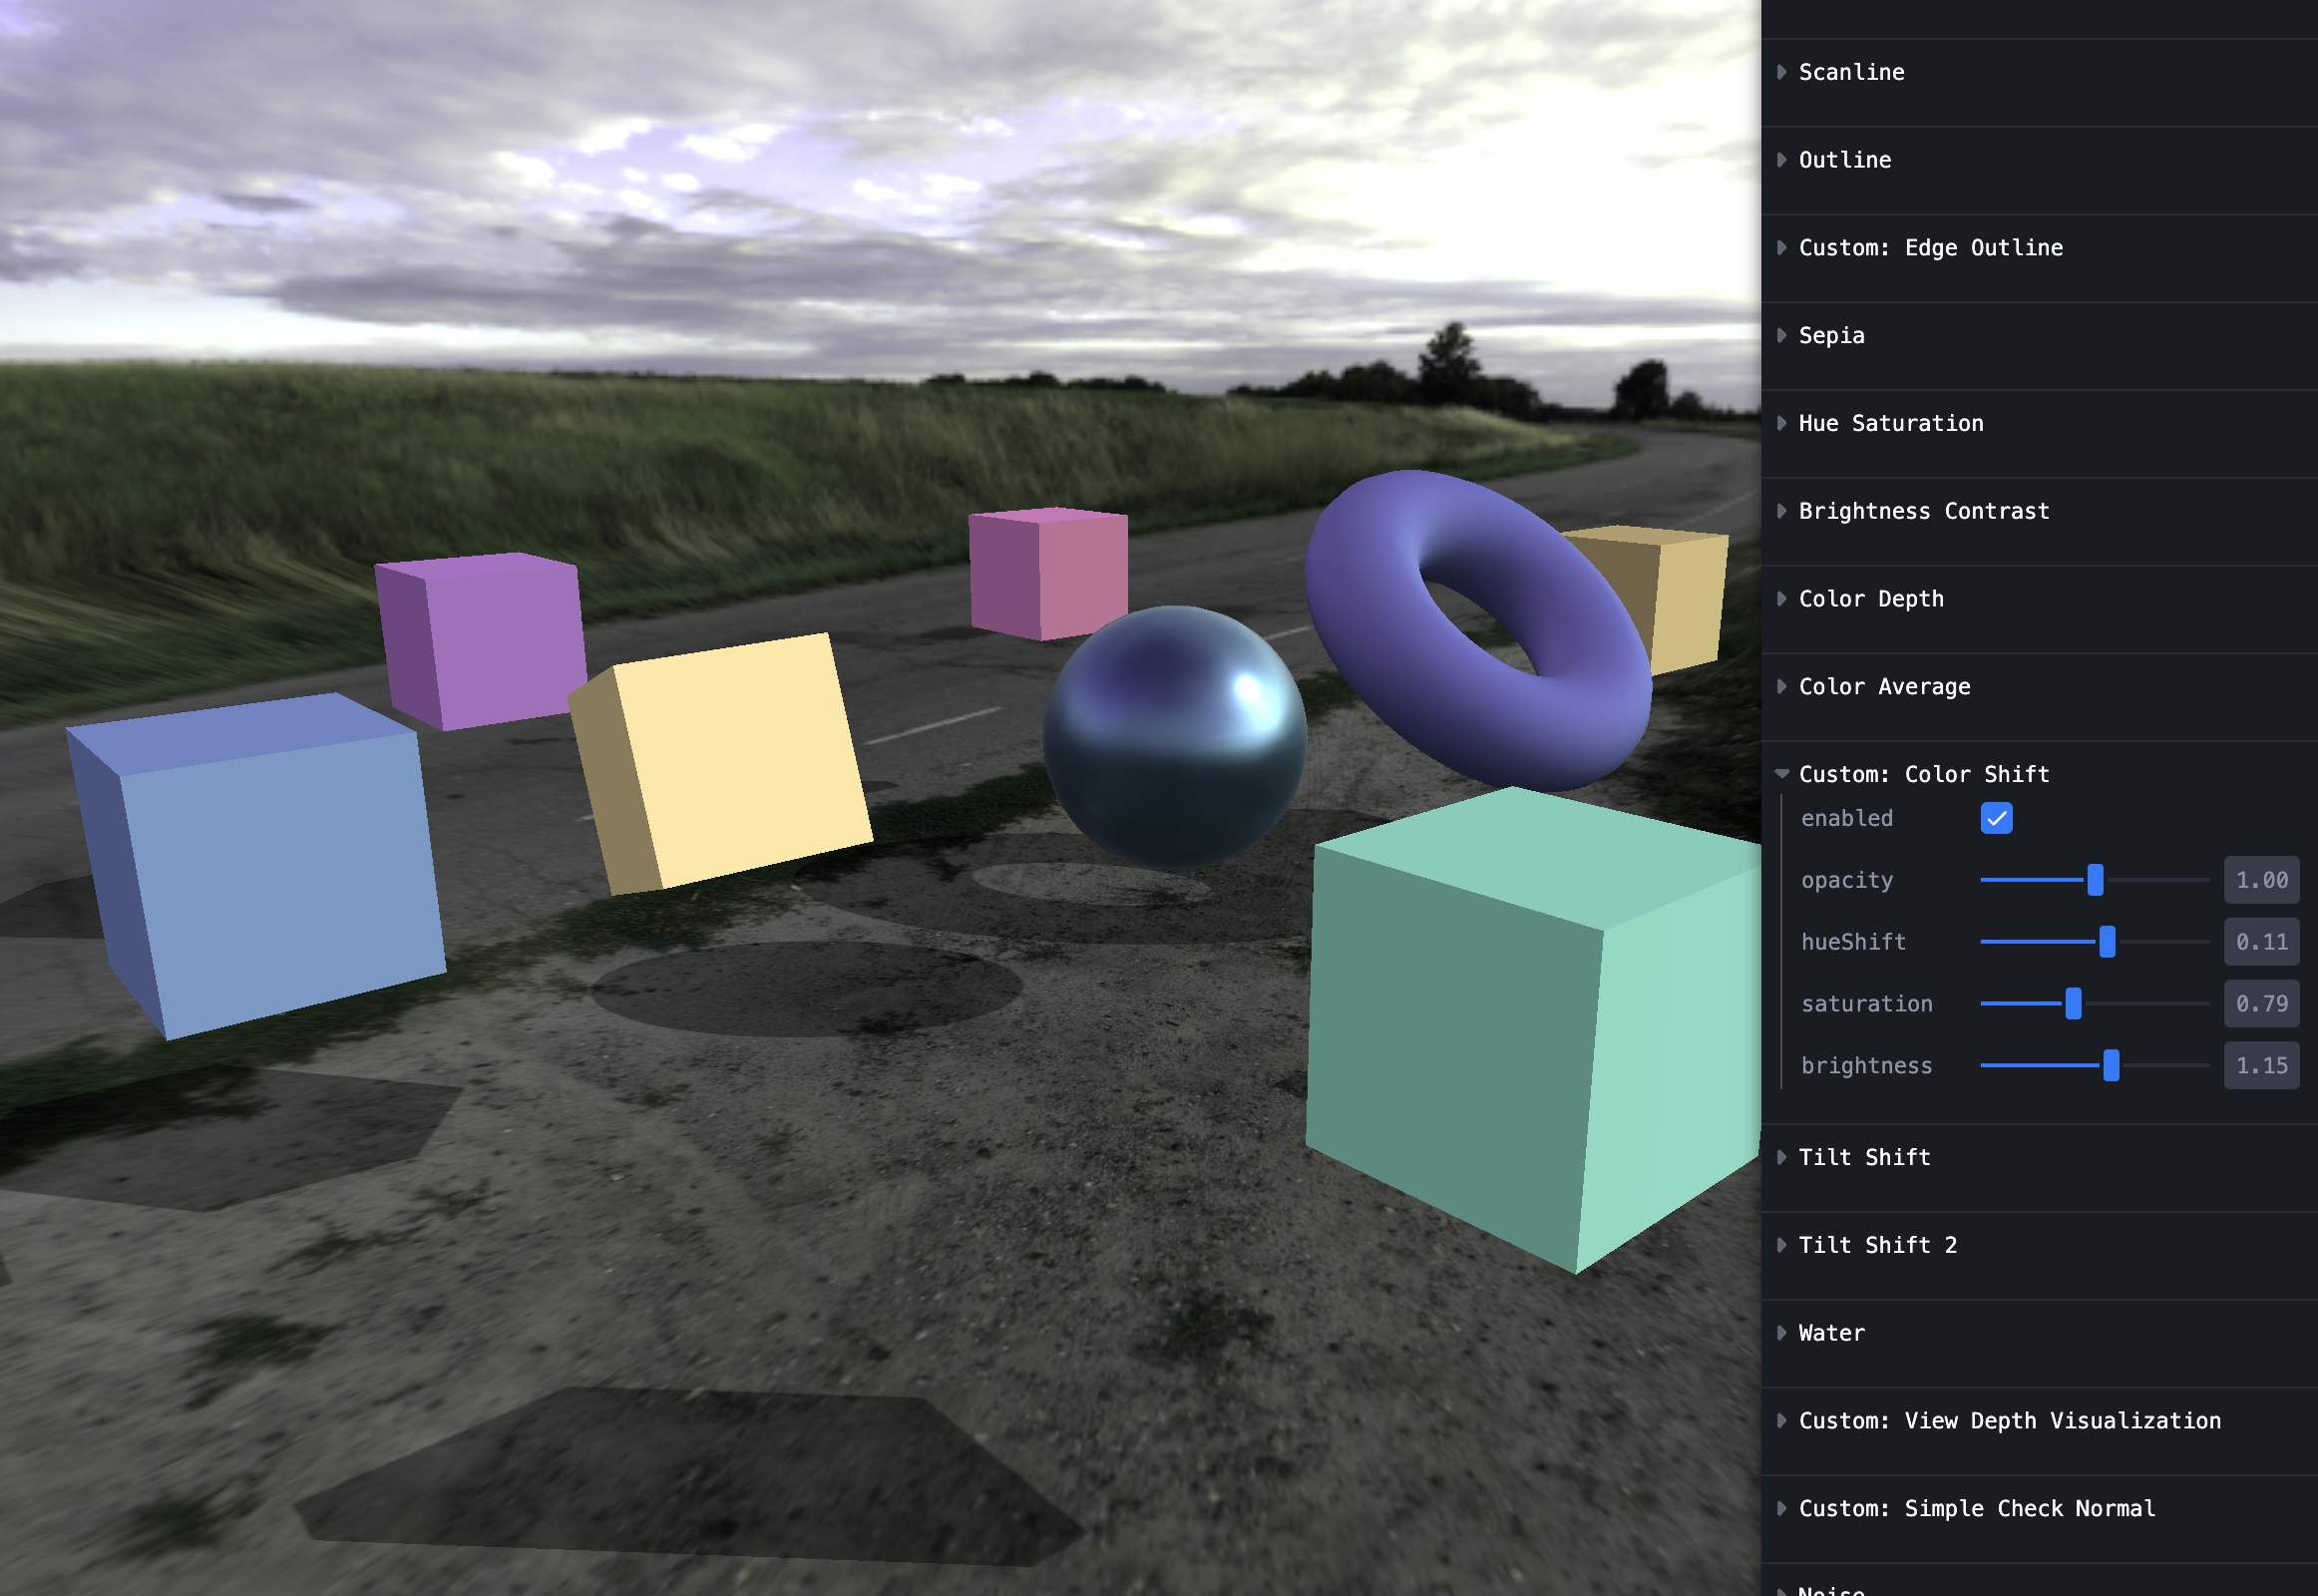 Scanline
Outline
Custom: Edge Outline
Sepia
Hue Saturation
Brightness Contrast
Color Depth
Color Average
Custom: Color Shift
enabled
opacity 1.00
hueShift 0.11
saturation 0.79
brightness 1.15
Tilt Shift
Tilt Shift 2
Water
Custom: View Depth Visualization
Custom: Simple Check Normal
Noise